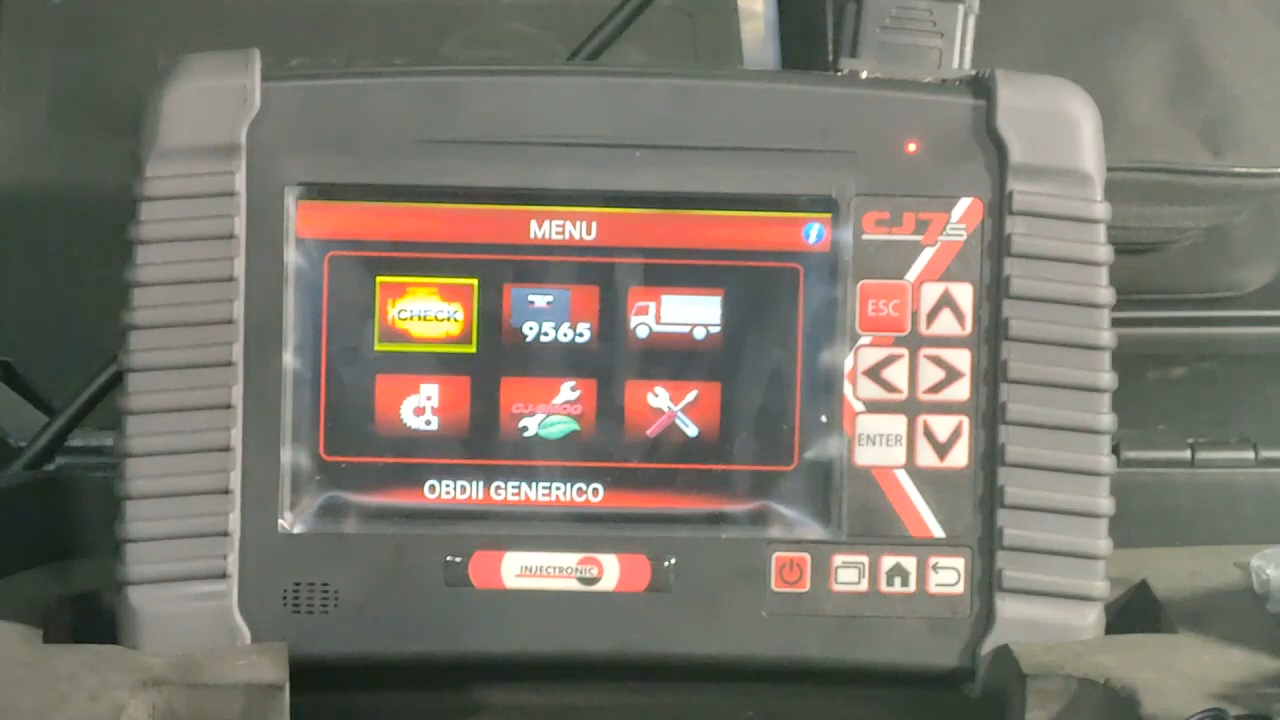 MENU
CJ7s
CHECK
9565
ESC
ENTER
OBDII GENERICO
INJECTRONIC